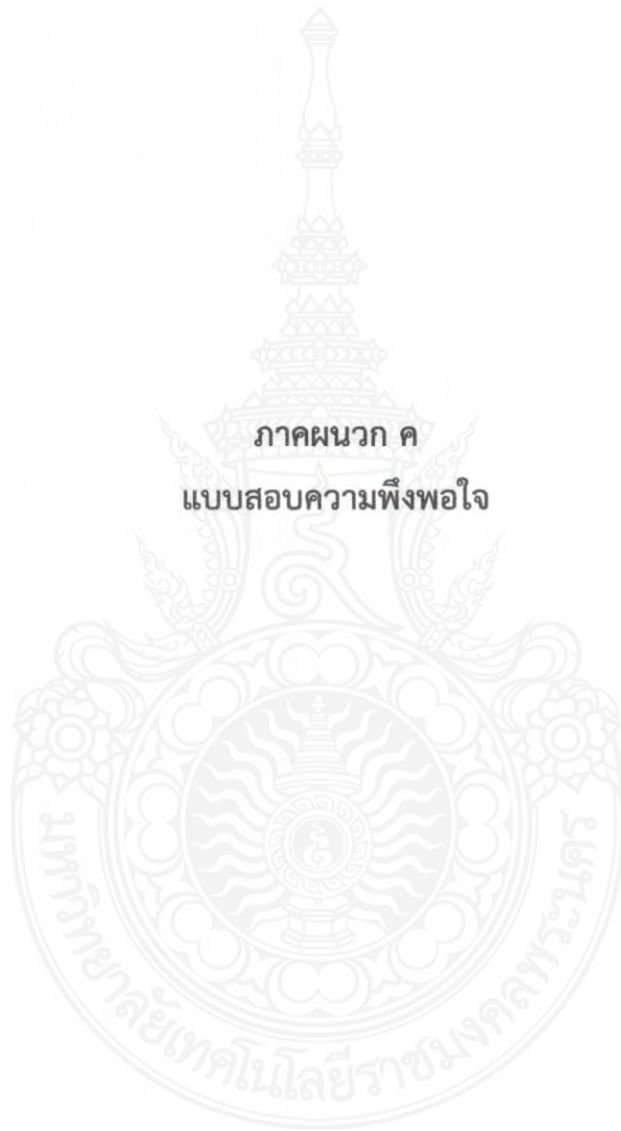 ภาคผนวก ค
แบบสอบความพึงพอใจ
มหาวิทยาลัยเทคโนโลยีราชมงคลพระนคร